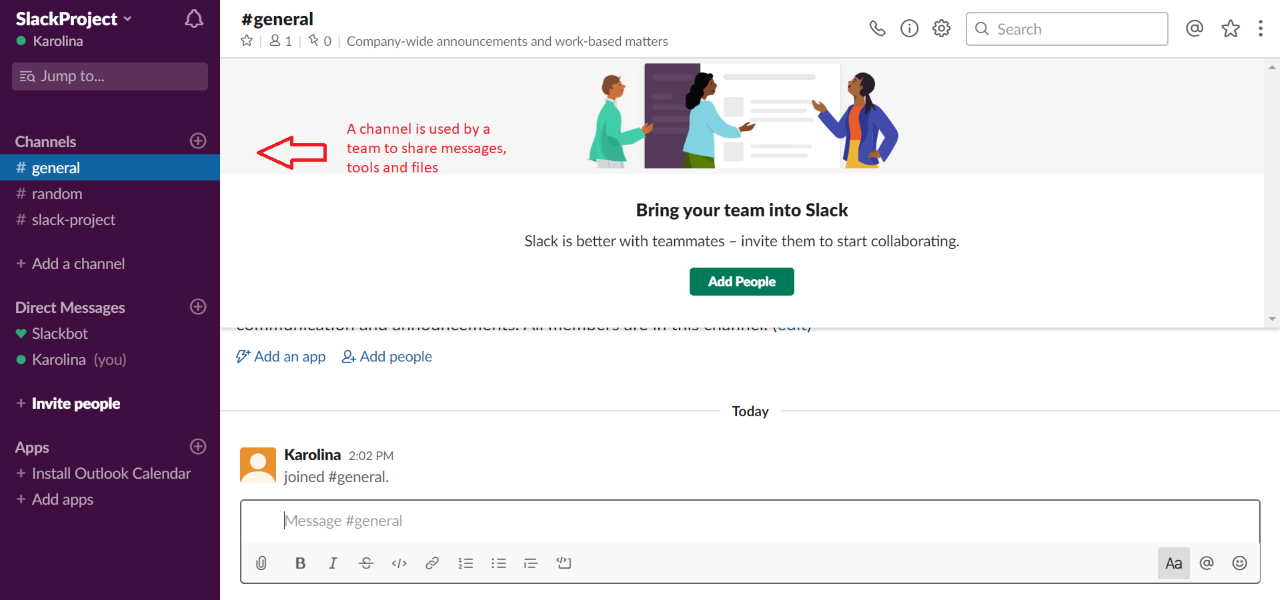 SlackProject
Karolina
Jump to...
Channels
# general
# random
# slack-project
+ Add a channel
Direct Messages
Slackbot
Karolina (you)
+ Invite people
Apps
+ Install Outlook Calendar
+ Add apps
#general
1 | 0 | Company-wide announcements and work-based matters
Search
A channel is used by a
team to share messages,
tools and files
Bring your team into Slack
Slack is better with teammates – invite them to start collaborating.
Add People
communication and announcements. All members are in this channel. (edit)
Add an app Add people
Today
Karolina 2:02 PM
joined #general.
Message #general
B I Aa @